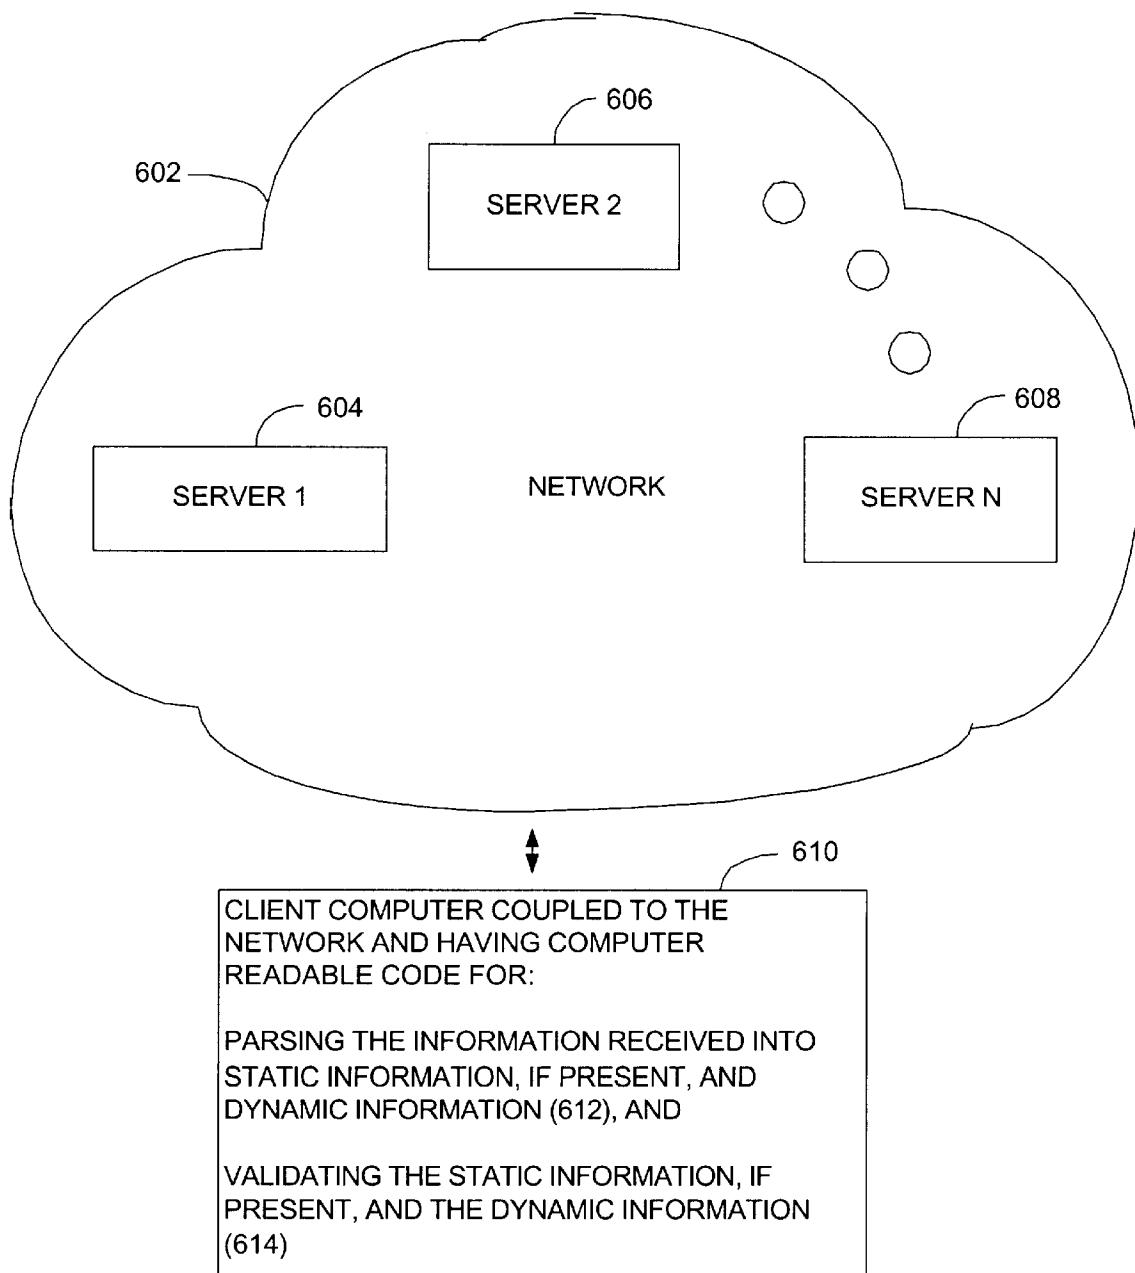 606
602
SERVER 2
604
608
SERVER 1
NETWORK
SERVER N
610
CLIENT COMPUTER COUPLED TO THE
NETWORK AND HAVING COMPUTER
READABLE CODE FOR:
PARSING THE INFORMATION RECEIVED INTO
STATIC INFORMATION, IF PRESENT, AND
DYNAMIC INFORMATION (612), AND
VALIDATING THE STATIC INFORMATION, IF
PRESENT, AND THE DYNAMIC INFORMATION
(614)